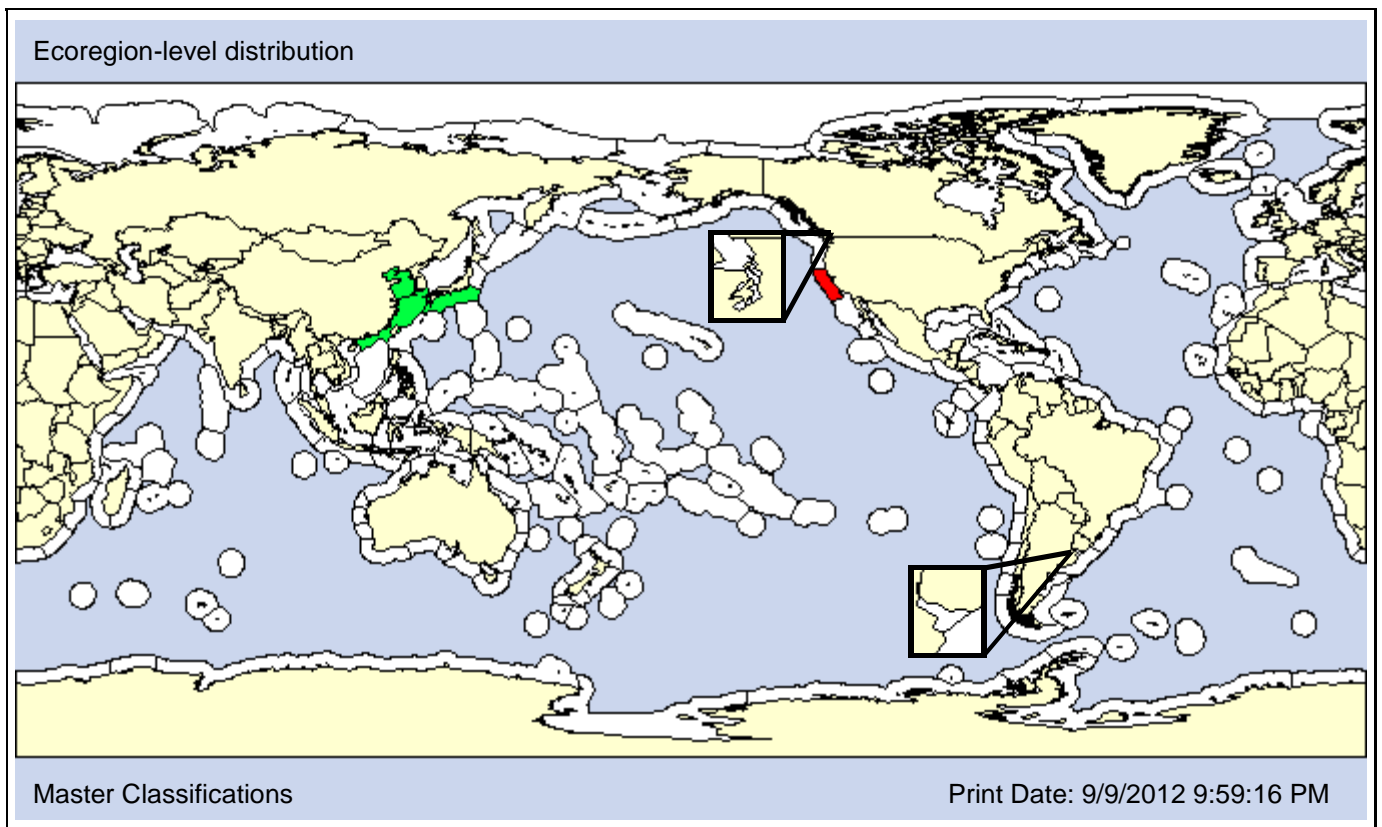 Ecoregion-level distribution
Master Classifications
Print Date: 9/9/2012 9:59:16 PM